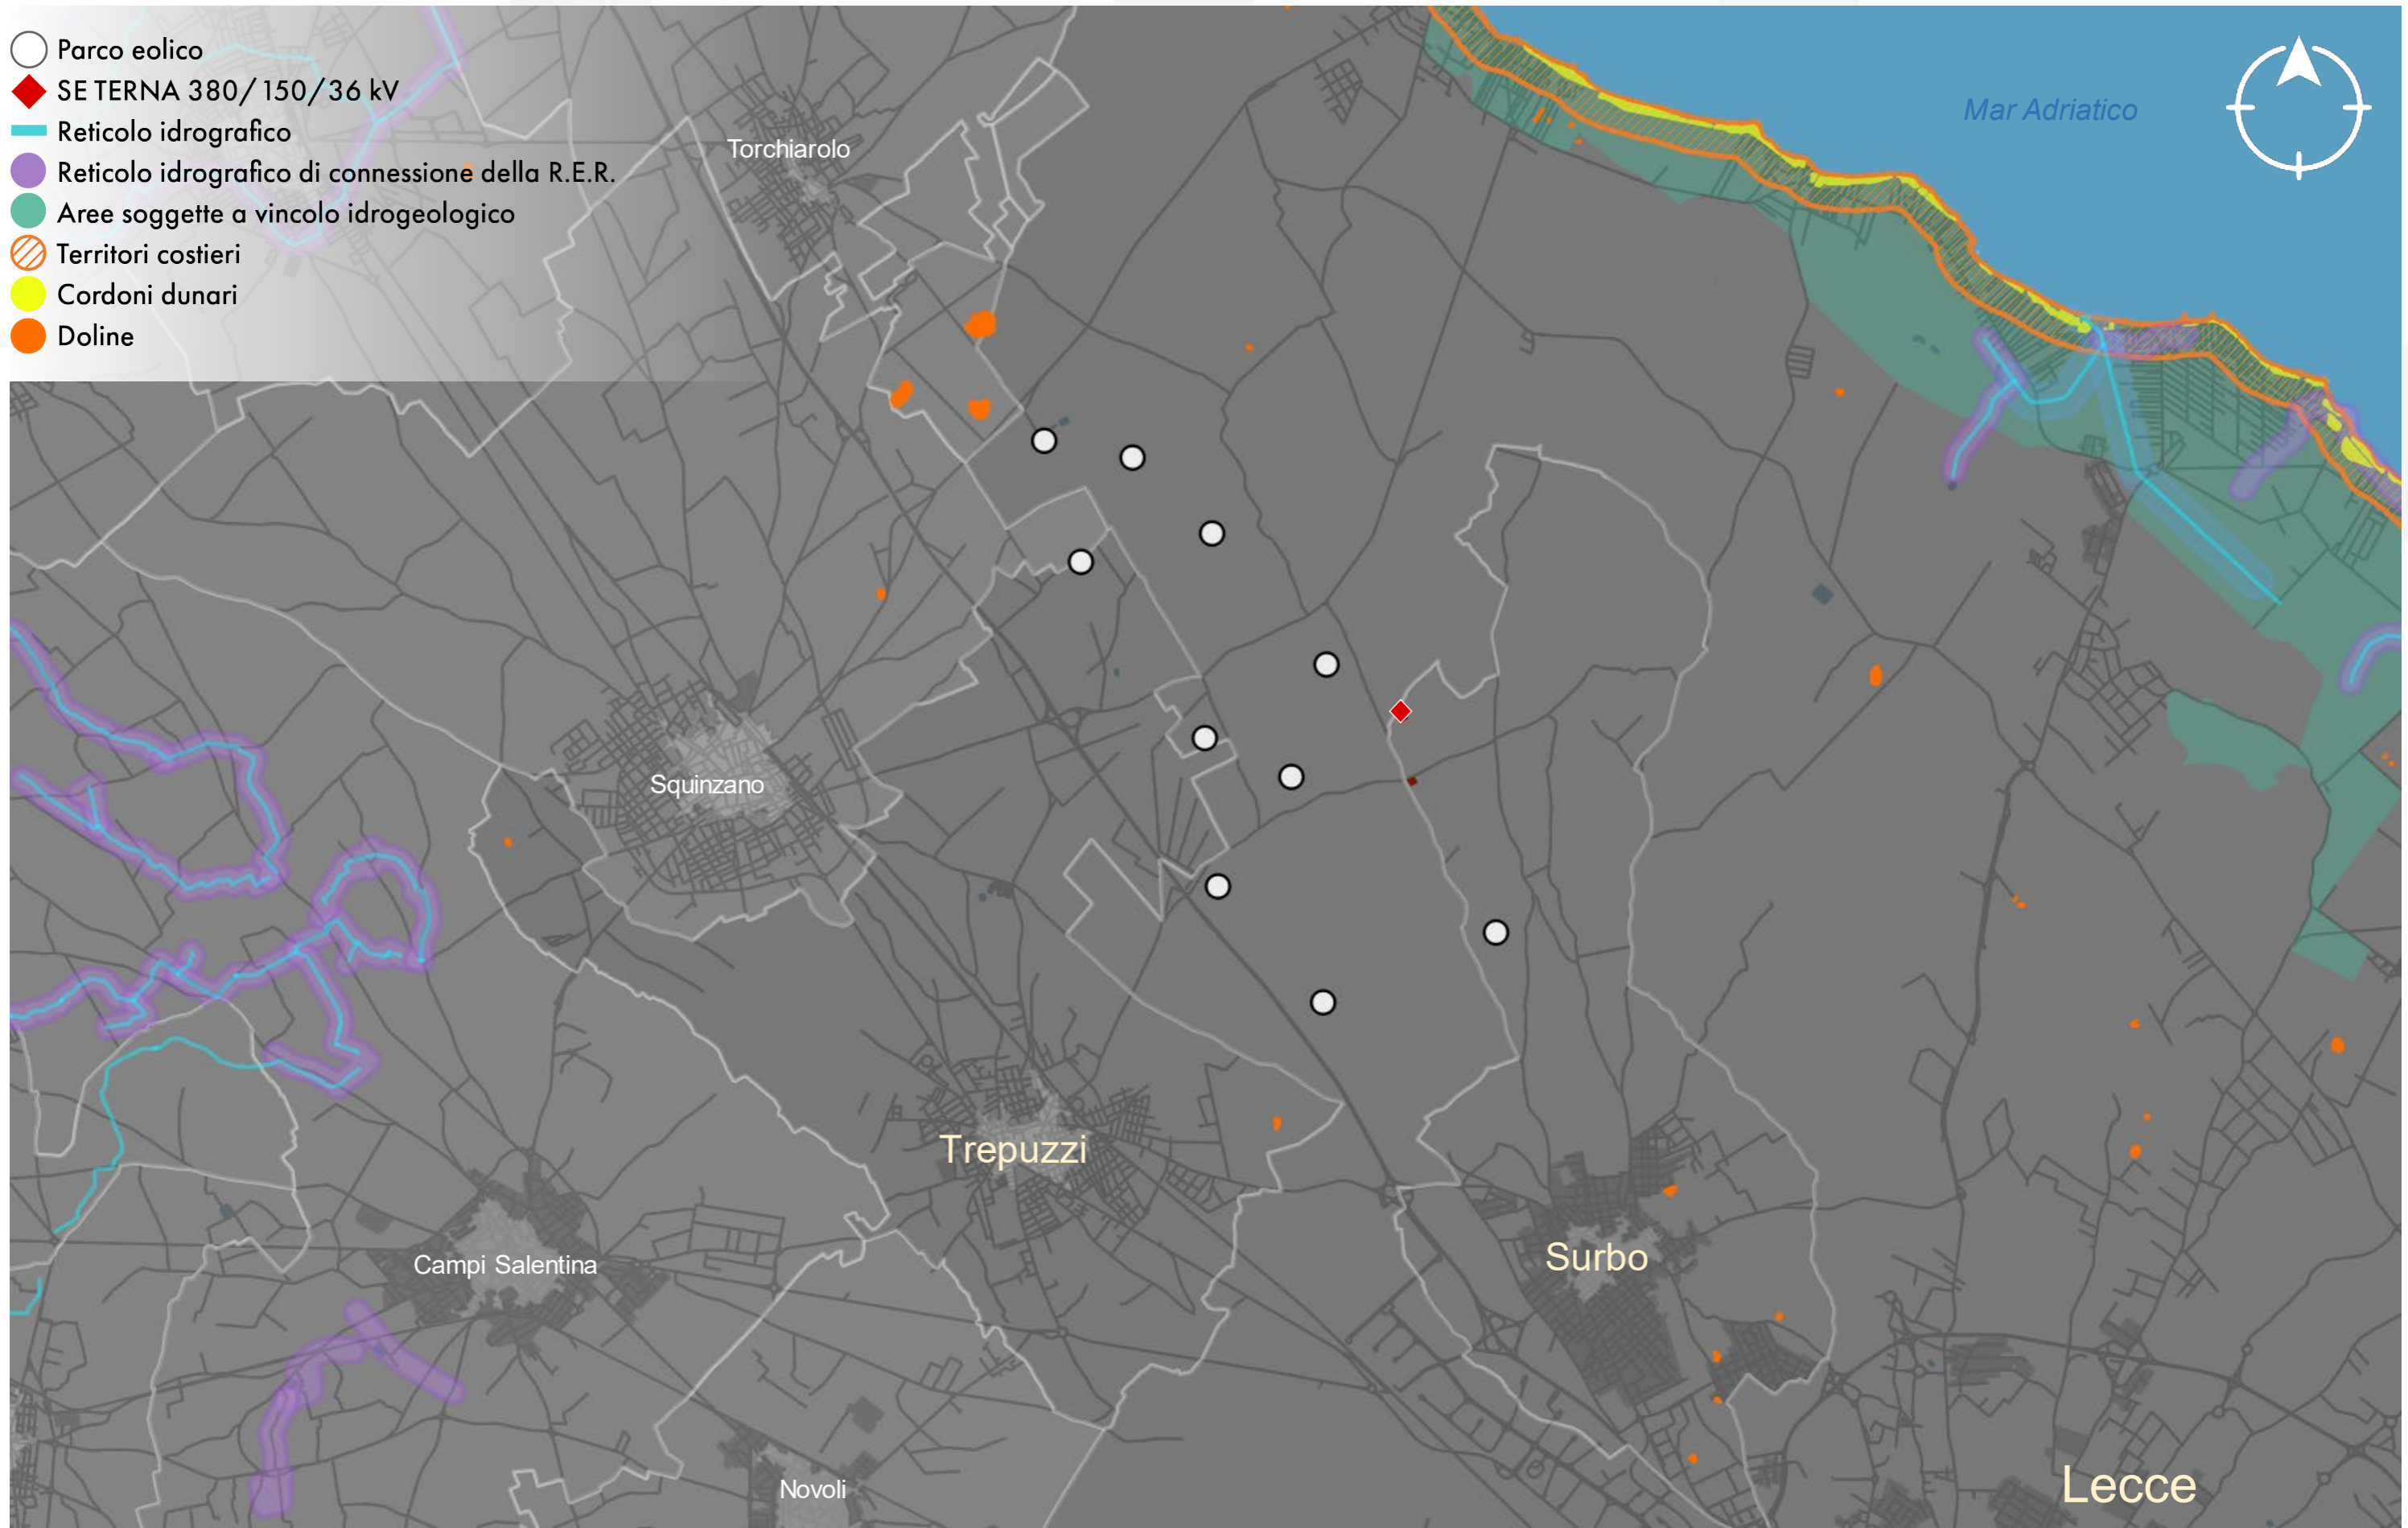 Parco eolico
SE TERNA 380/150/36 kV
Reticolo idrografico
Reticolo idrografico di connessione della R.E.R.
Aree soggette a vincolo idrogeologico
Territori costieri
Cordoni dunari
Doline
Mar Adriatico
Torchiarolo
Squinzano
Trepuzzi
Surbo
Campi Salentina
Novoli
Lecce